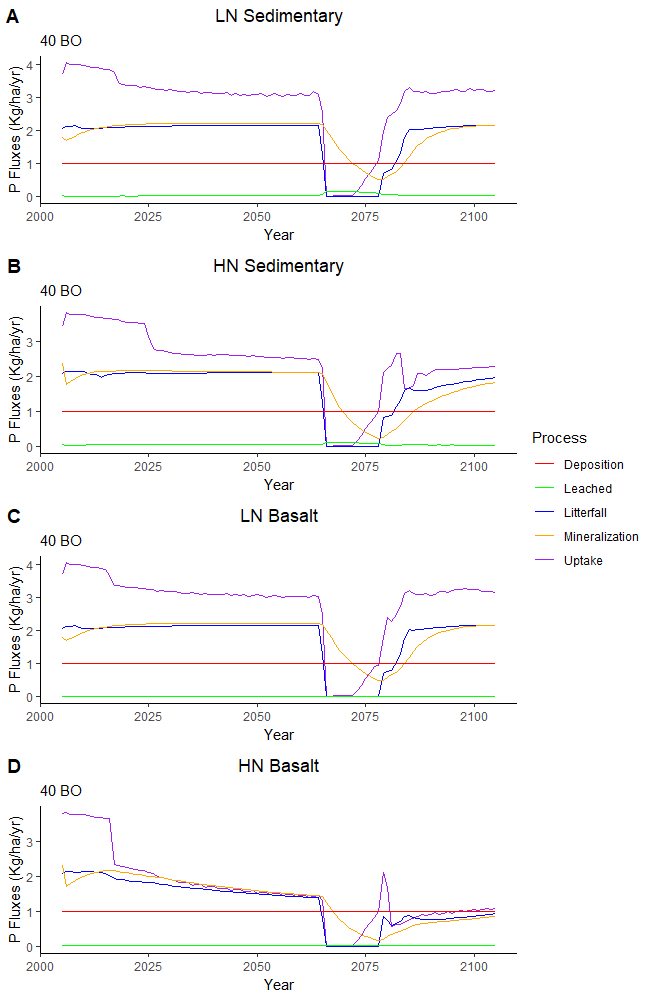 A LN Sedimentary
40 BO
P Fluxes (Kg/ha/yr)
4
3
2
1
0
2000 2025 2050 2075 2100
Year
B HN Sedimentary
40 BO
P Fluxes (Kg/ha/yr)
3
2
1
0
2000 2025 2050 2075 2100
Year
Process
Deposition
Leached
Litterfall
Mineralization
Uptake
C LN Basalt
40 BO
P Fluxes (Kg/ha/yr)
4
3
2
1
0
2000 2025 2050 2075 2100
Year
D HN Basalt
40 BO
P Fluxes (Kg/ha/yr)
3
2
1
0
2000 2025 2050 2075 2100
Year